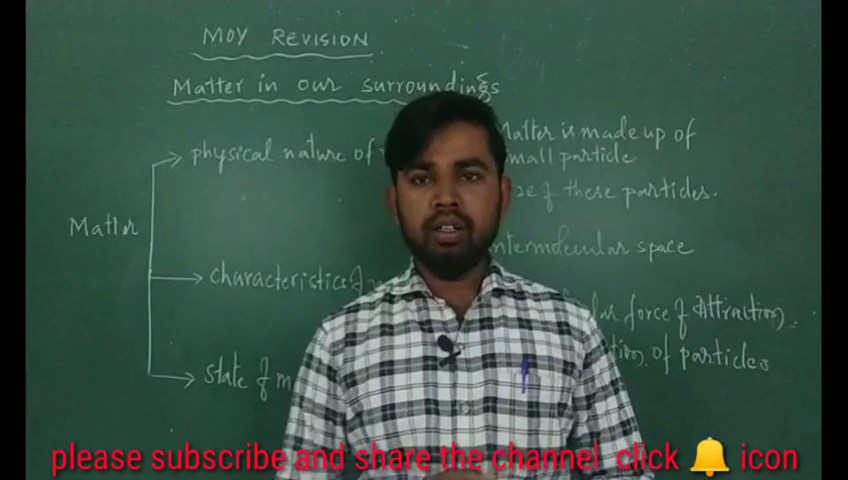 MOY REVISION
Matter in our surroundings
physical nature of
Matter is made up of
small particle
of these particles.
Matter
intermolecular space
characteristics of
force of attraction.
of particles
state of
please subscribe and share the channel click 🔔 icon